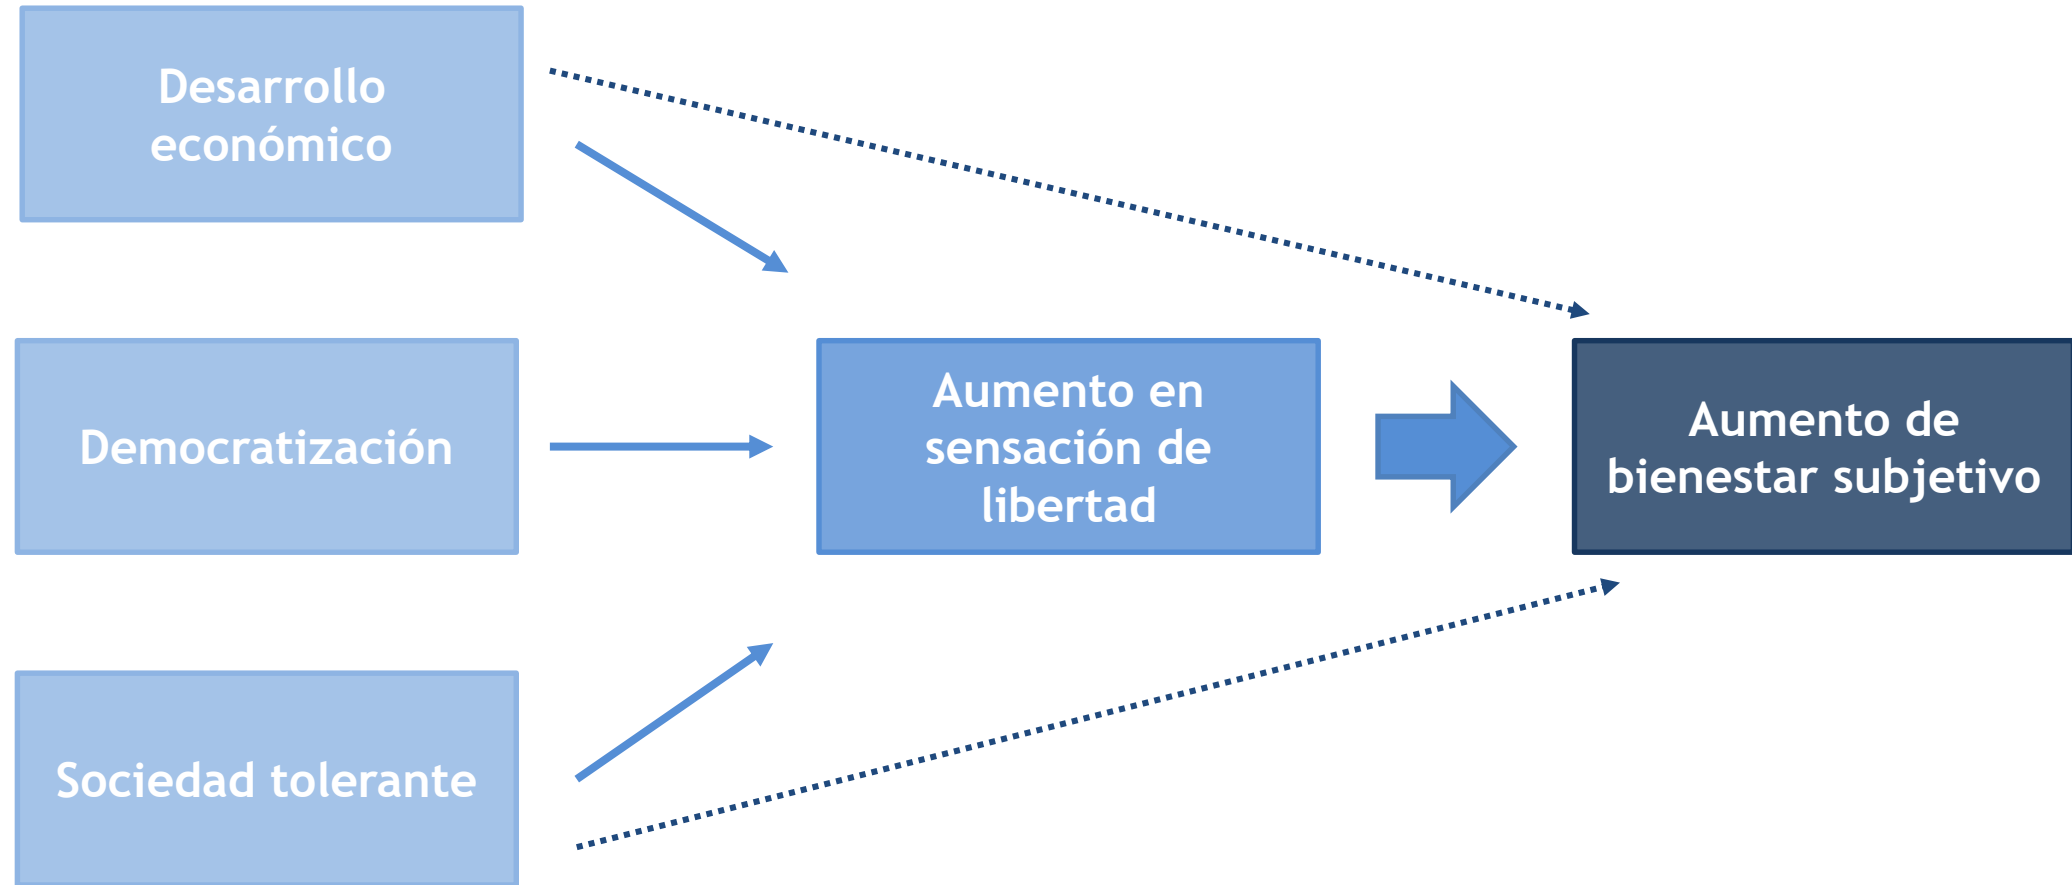 Desarrollo
económico
Democratización
Aumento en
sensación de
libertad
Aumento de
bienestar subjetivo
Sociedad tolerante